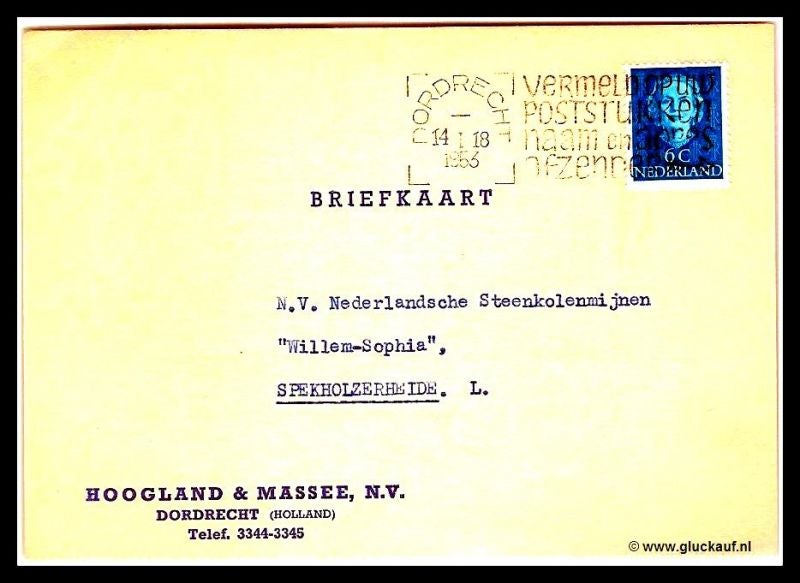 DORDRECHT
14 I 18
1956
VERMELD OP UW
POSTSTUKKEN
naam en adres
afzender
6 C
NEDERLAND
BRIEFKAART
N.V. Nederlandsche Steenkolenmijnen
"Willem-Sophia",
SPEKHOLZERHEIDE. L.
HOOGLAND & MASSEE, N.V.
DORDRECHT (HOLLAND)
Telef. 3344-3345
© www.gluckauf.nl